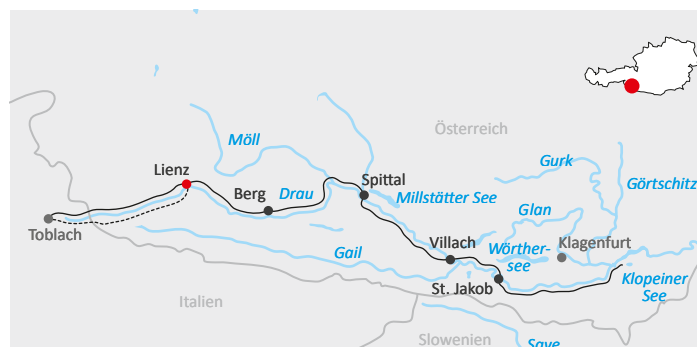 Österreich
Möll
Lienz
Gurk
Spittal
Görtschitz
Berg
Drau
Millstätter See
Glan
Toblach
Villach
Wörther-
see
Klagenfurt
Gail
St. Jakob
Klopeiner
See
Italien
Slowenien
Save